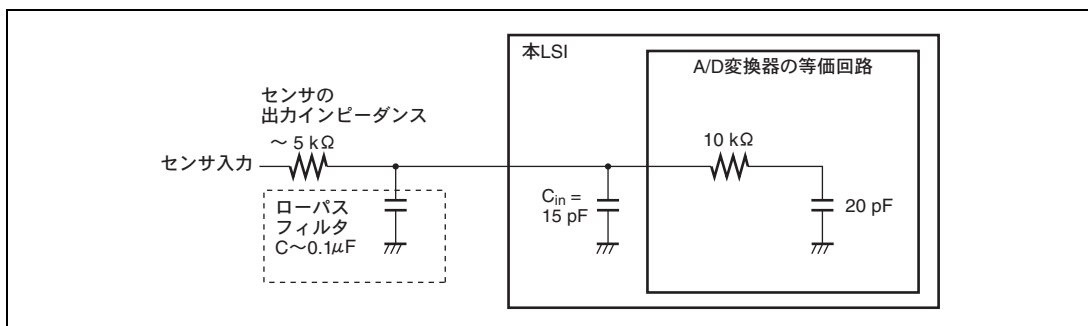 本LSI
A/D変換器の等価回路
センサの
出力インピーダンス
～ 5 kΩ
10 kΩ
センサ入力
ローパス
フィルタ
C～0.1μF
Cin =
15 pF
20 pF